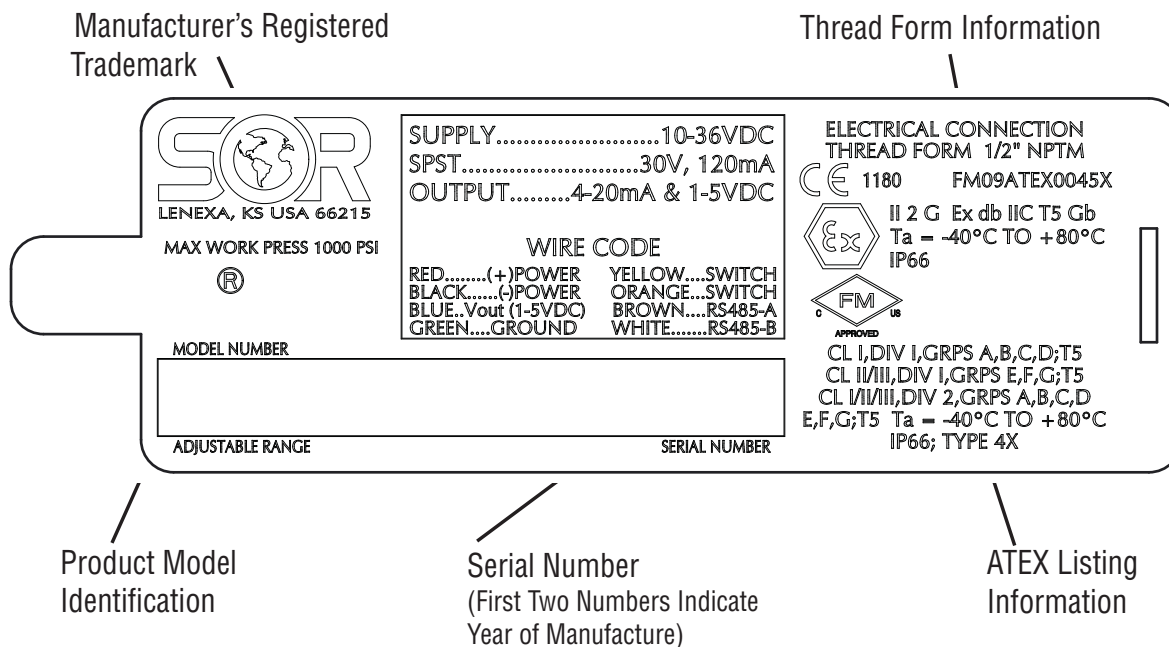 Manufacturer's Registered
Trademark
Thread Form Information
SOR
LENEXA, KS USA 66215
MAX WORK PRESS 1000 PSI
®
SUPPLY..........................10-36VDC
SPST............................30V, 120mA
OUTPUT..........4-20mA & 1-5VDC
WIRE CODE
RED........(+)POWER YELLOW....SWITCH
BLACK......(-)POWER ORANGE...SWITCH
BLUE..Vout (1-5VDC) BROWN....RS485-A
GREEN....GROUND WHITE.......RS485-B
ELECTRICAL CONNECTION
THREAD FORM 1/2" NPTM
CE 1180 FM09ATEX0045X
Ex
II 2 G Ex db IIC T5 Gb
Ta = -40°C TO +80°C
IP66
FM
C US
APPROVED
CL I,DIV I,GRPS A,B,C,D;T5
CL II/III,DIV I,GRPS E,F,G;T5
CL I/II/III,DIV 2,GRPS A,B,C,D
E,F,G;T5 Ta = -40°C TO +80°C
IP66; TYPE 4X
MODEL NUMBER
ADJUSTABLE RANGE SERIAL NUMBER
Product Model
Identification
Serial Number
(First Two Numbers Indicate
Year of Manufacture)
ATEX Listing
Information